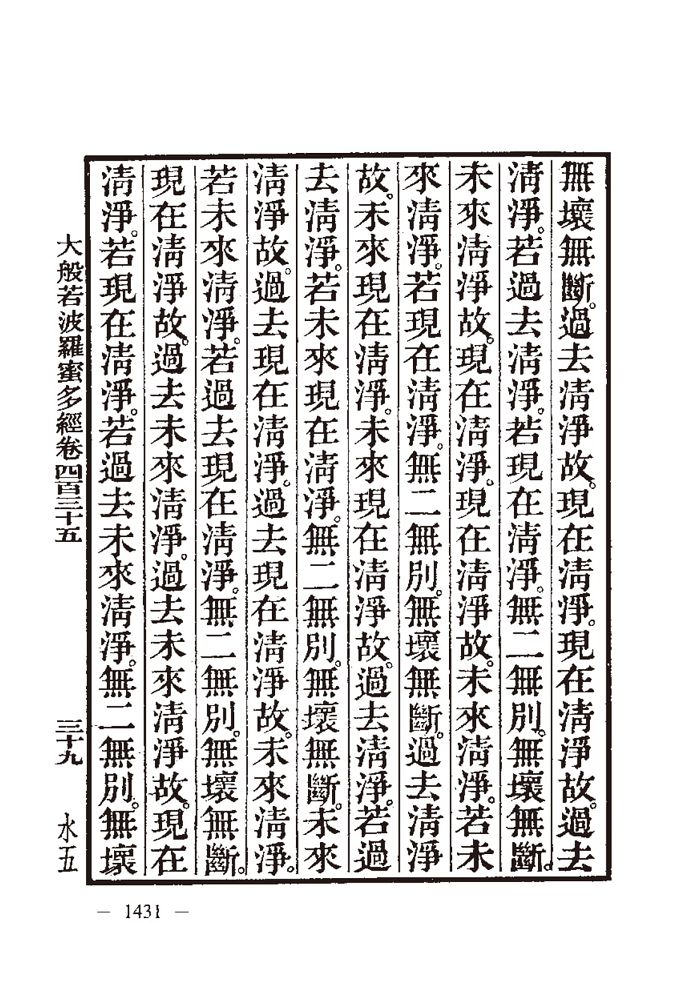 無壞無斷。過去清淨故。現在清淨。現在清淨故。過去
清淨。若過去清淨。若現在清淨。無二無別。無壞無斷。
未來清淨故。現在清淨。現在清淨故。未來清淨。若未
來清淨。若現在清淨。無二無別。無壞無斷。過去清淨
故。未來現在清淨。未來現在清淨故。過去清淨。若過
去清淨。若未來現在清淨。無二無別。無壞無斷。未來
清淨故。過去現在清淨。過去現在清淨故。未來清淨。
若未來清淨。若過去現在清淨。無二無別。無壞無斷。
現在清淨故。過去未來清淨。過去未來清淨故。現在
清淨。若現在清淨。若過去未來清淨。無二無別。無壞
大般若波羅蜜多經卷四百三十五 三十九 水五
— 1431 —